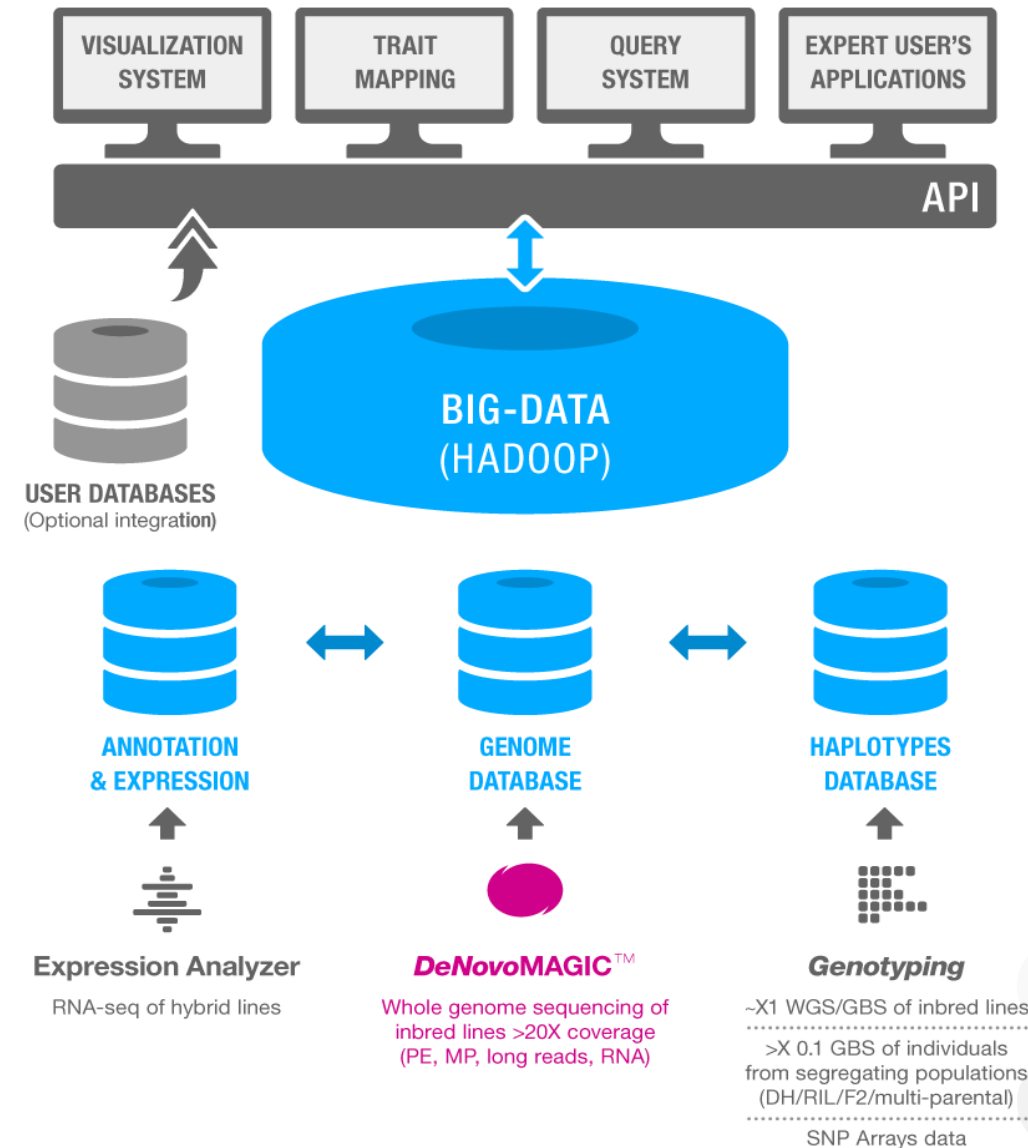 VISUALIZATION
SYSTEM
TRAIT
MAPPING
QUERY
SYSTEM
EXPERT USER'S
APPLICATIONS
API
BIG-DATA
(HADOOP)
USER DATABASES
(Optional integration)
ANNOTATION
& EXPRESSION
GENOME
DATABASE
HAPLOTYPES
DATABASE
Expression Analyzer
RNA-seq of hybrid lines
DeNovoMAGIC™
Whole genome sequencing of
inbred lines >20X coverage
(PE, MP, long reads, RNA)
Genotyping
~X1 WGS/GBS of inbred lines
>X 0.1 GBS of individuals
from segregating populations
(DH/RIL/F2/multi-parental)
SNP Arrays data